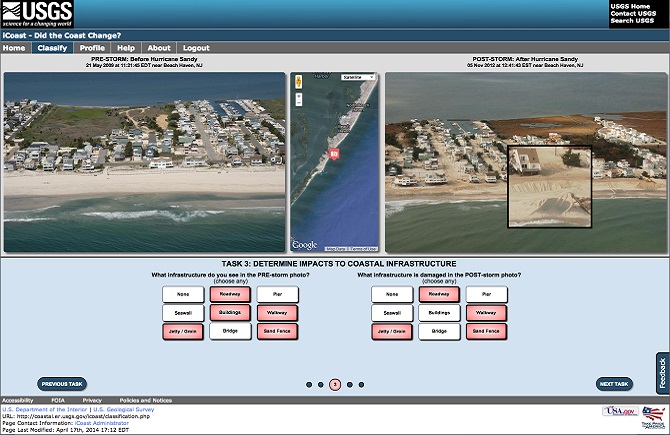 USGS
science for a changing world
USGS Home
Contact USGS
Search USGS
iCoast - Did the Coast Change?
Home Classify Profile Help About Logout
PRE-STORM: Before Hurricane Sandy
21 May 2009 at 11:21:45 EDT near Beach Haven, NJ
POST-STORM: After Hurricane Sandy
05 Nov 2012 at 12:41:43 EST near Beach Haven, NJ
Satellite
Google
Map Data Terms of Use
TASK 3: DETERMINE IMPACTS TO COASTAL INFRASTRUCTURE
What infrastructure do you see in the PRE-storm photo?
(choose any)
None Roadway Pier
Seawall Buildings Walkway
Jetty / Groin Bridge Sand Fence
What infrastructure is damaged in the POST-storm photo?
(choose any)
None Roadway Pier
Seawall Buildings Walkway
Jetty / Groin Bridge Sand Fence
PREVIOUS TASK
3
NEXT TASK
Feedback
Accessibility FOIA Privacy Policies and Notices
U.S. Department of the Interior | U.S. Geological Survey
URL: http://coastal.er.usgs.gov/icoast/classification.php
Page Contact Information: iCoast Administrator
Page Last Modified: April 17th, 2014 17:12 EDT
USA.gov